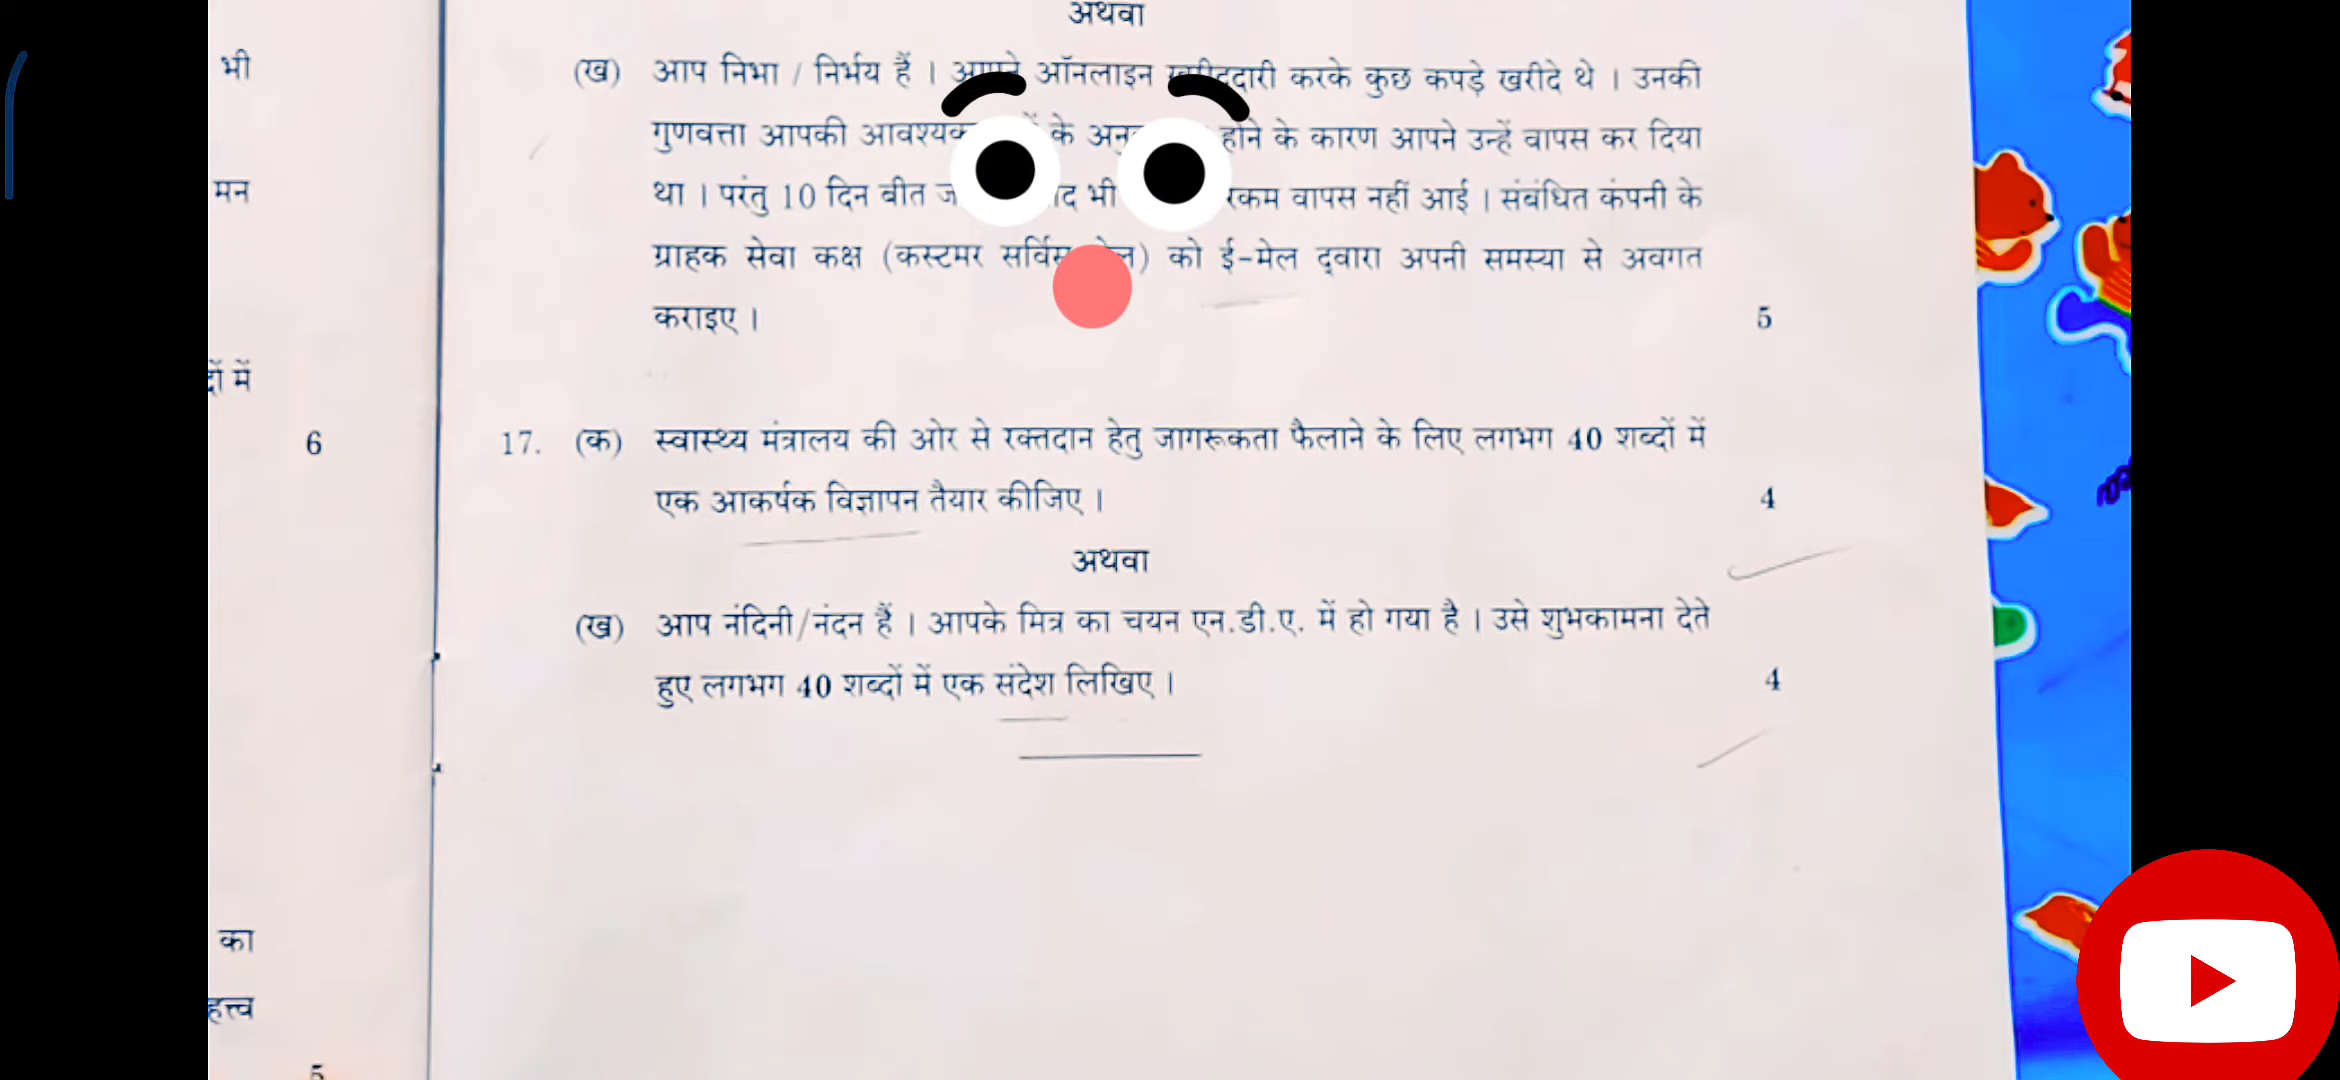 भी
मन
दों में
6
का
हत्त्व
5
अथवा
(ख) आप निभा / निर्भय हैं । ऑनलाइन करके कुछ कपड़े खरीदे थे । उनकी
गुणवत्ता आपकी के होने के कारण आपने उन्हें वापस कर दिया
था । परंतु 10 दिन बीत भी रकम वापस नहीं आई । संबंधित कंपनी के
ग्राहक सेवा कक्ष (कस्टमर को ई-मेल द्वारा अपनी समस्या से अवगत
कराइए । 5
17. (क) स्वास्थ्य मंत्रालय की ओर से रक्तदान हेतु जागरूकता फैलाने के लिए लगभग 40 शब्दों में
एक आकर्षक विज्ञापन तैयार कीजिए । 4
अथवा
(ख) आप नंदिनी/नंदन हैं । आपके मित्र का चयन एन.डी.ए. में हो गया है । उसे शुभकामना देते
हुए लगभग 40 शब्दों में एक संदेश लिखिए । 4